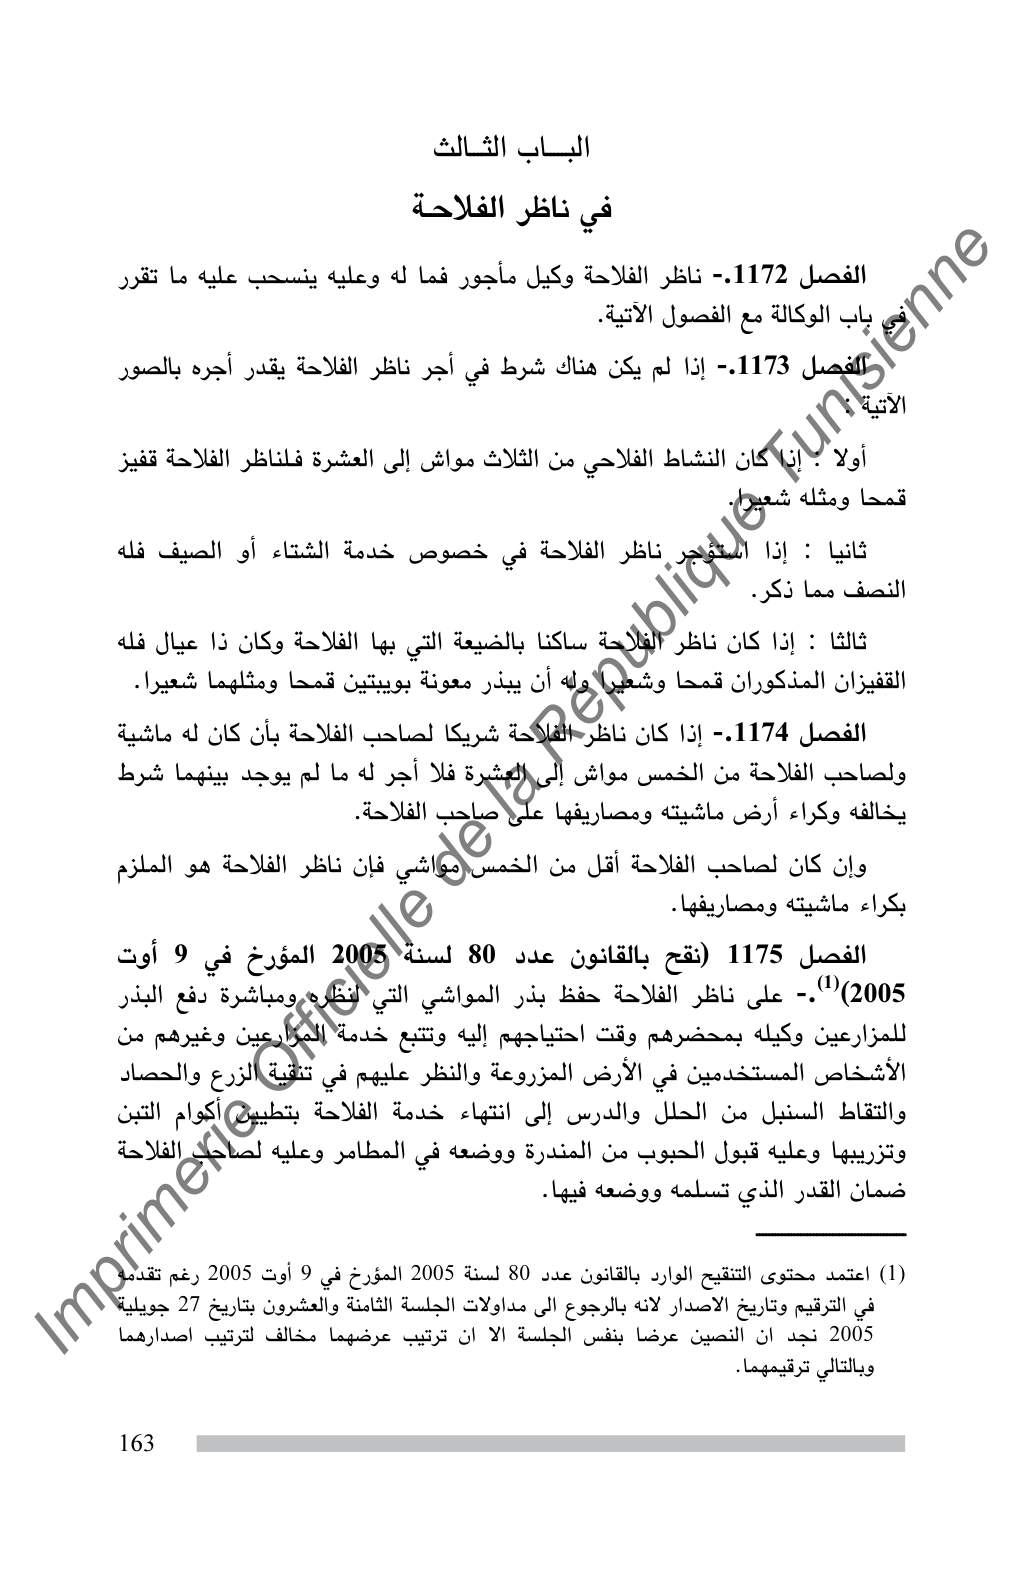 البـــاب الثـــالث
في ناظر الفـلاحـة
الفصل 1172.- ناظر الفلاحة وكيل مأجور فما له وعليه ينسحب عليه ما تقرر
في باب الوكالة مع الفصول الآتية.
الفصل 1173.- إذا لم يكن هناك شرط في أجر ناظر الفلاحة يقدر أجره بالصور
الآتية :
أولا : إذا كان النشاط الفلاحي من الثلاث مواش إلى العشرة فـلناظر الفلاحة قفيز
قمحا ومثله شعيرا.
ثانيا : إذا استؤجر ناظر الفلاحة في خصوص خدمة الشتاء أو الصيف فله
النصف مما ذكر.
ثالثا : إذا كان ناظر الفلاحة ساكنا بالضيعة التي بها الفلاحة وكان ذا عيال فله
القفيزان المذكوران قمحا وشعيرا وله أن يبذر معونة بويبتين قمحا ومثلهما شعيرا.
الفصل 1174.- إذا كان ناظر الفلاحة شريكا لصاحب الفلاحة بأن كان له ماشية
ولصاحب الفلاحة من الخمس مواش إلى العشرة فلا أجر له ما لم يوجد بينهما شرط
يخالفه وكراء أرض ماشيته ومصاريفها على صاحب الفلاحة.
وإن كان لصاحب الفلاحة أقل من الخمس مواشي فإن ناظر الفلاحة هو الملزم
بكراء ماشيته ومصاريفها.
الفصل 1175 (نقح بالقانون عدد 80 لسنة 2005 المؤرخ في 9 أوت
2005)(1).- على ناظر الفلاحة حفظ بذر المواشي التي لنظره ومباشرة دفع البذر
للمزارعين وكيله بمحضرهم وقت احتياجهم إليه وتتبع خدمة المزارعين وغيرهم من
الأشخاص المستخدمين في الأرض المزروعة والنظر عليهم في تنقية الزرع والحصاد
والتقاط السنبل من الحلل والدرس إلى انتهاء خدمة الفلاحة بتطيين أكوام التبن
وتزريبها وعليه قبول الحبوب من المندرة ووضعه في المطامر وعليه لصاحب الفلاحة
ضمان القدر الذي تسلمه ووضعه فيها.
(1) اعتمد محتوى التنقيح الوارد بالقانون عدد 80 لسنة 2005 المؤرخ في 9 أوت 2005 رغم تقدمه
في الترقيم وتاريخ الاصدار لانه بالرجوع الى مداولات الجلسة الثامنة والعشرون بتاريخ 27 جويلية
2005 نجد ان النصين عرضا بنفس الجلسة الا ان ترتيب عرضهما مخالف لترتيب اصدارهما
وبالتالي ترقيمهما.
163
Imprimerie Officielle de la Republique Tunisienne